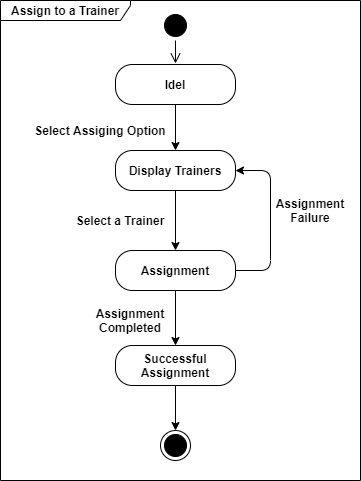 Assign to a Trainer
Idel
Select Assiging Option
Display Trainers
Assignment
Failure
Select a Trainer
Assignment
Assignment
Completed
Successful
Assignment